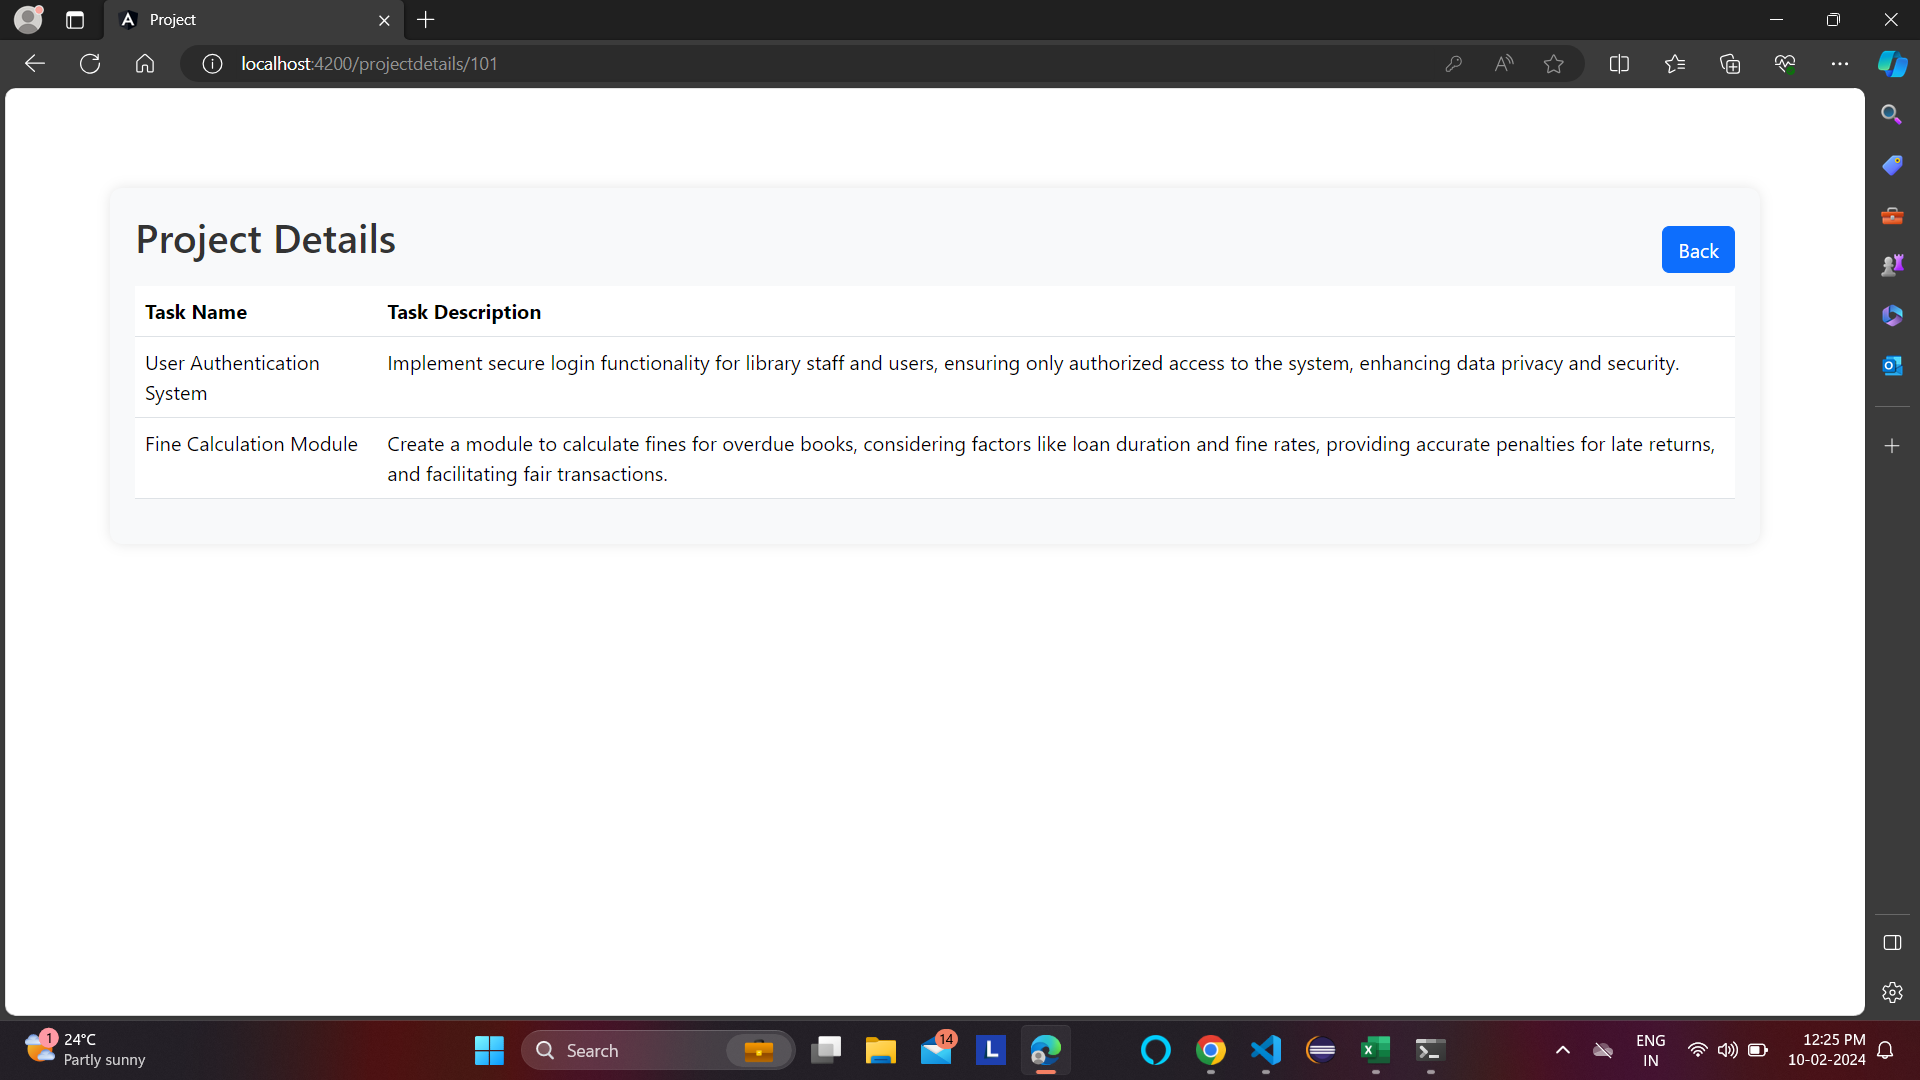 Project
localhost:4200/projectdetails/101
Project Details
Back
Task Name Task Description
User Authentication System Implement secure login functionality for library staff and users, ensuring only authorized access to the system, enhancing data privacy and security.
Fine Calculation Module Create a module to calculate fines for overdue books, considering factors like loan duration and fine rates, providing accurate penalties for late returns,
and facilitating fair transactions.
1
24°C
Partly sunny
Search
14
L
ENG
IN
12:25 PM
10-02-2024